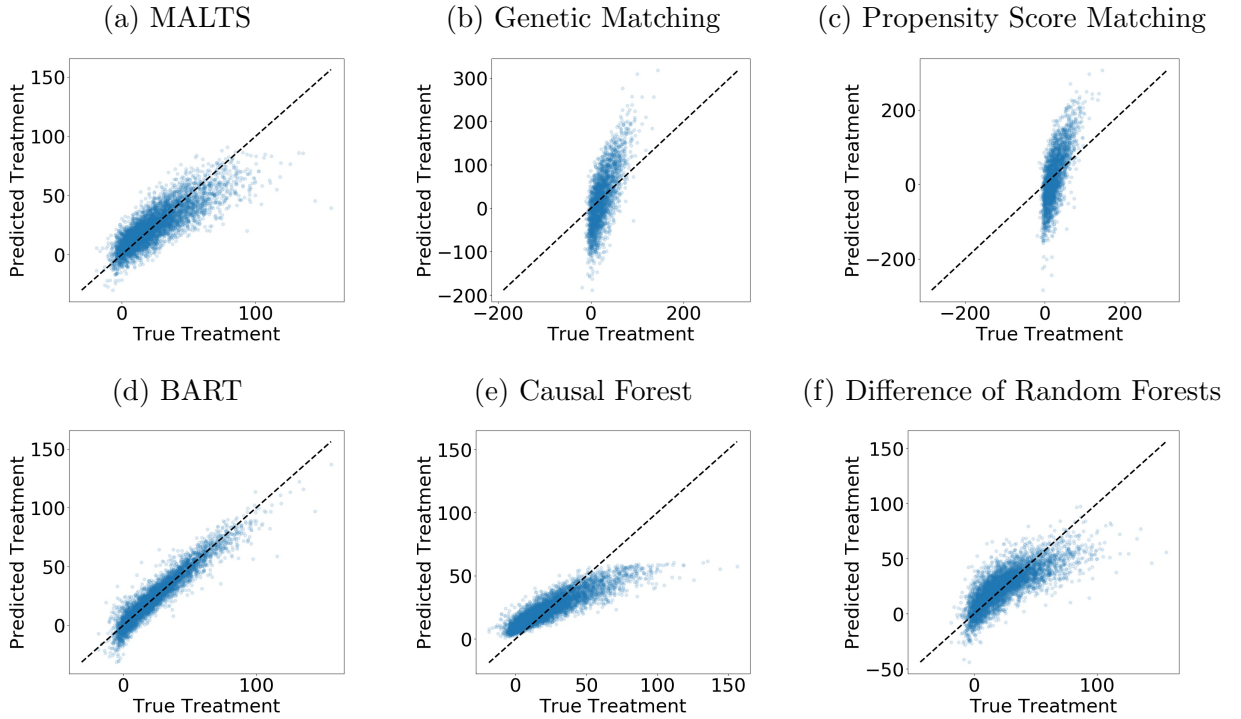 (a) MALTS
(b) Genetic Matching
(c) Propensity Score Matching
Predicted Treatment
150
100
50
0
0
100
True Treatment
Predicted Treatment
300
200
100
0
−100
−200
−200
0
200
True Treatment
Predicted Treatment
200
0
−200
−200
0
200
True Treatment
(d) BART
(e) Causal Forest
(f) Difference of Random Forests
Predicted Treatment
150
100
50
0
0
100
True Treatment
Predicted Treatment
150
100
50
0
0
50
100
150
True Treatment
Predicted Treatment
150
100
50
0
−50
0
100
True Treatment